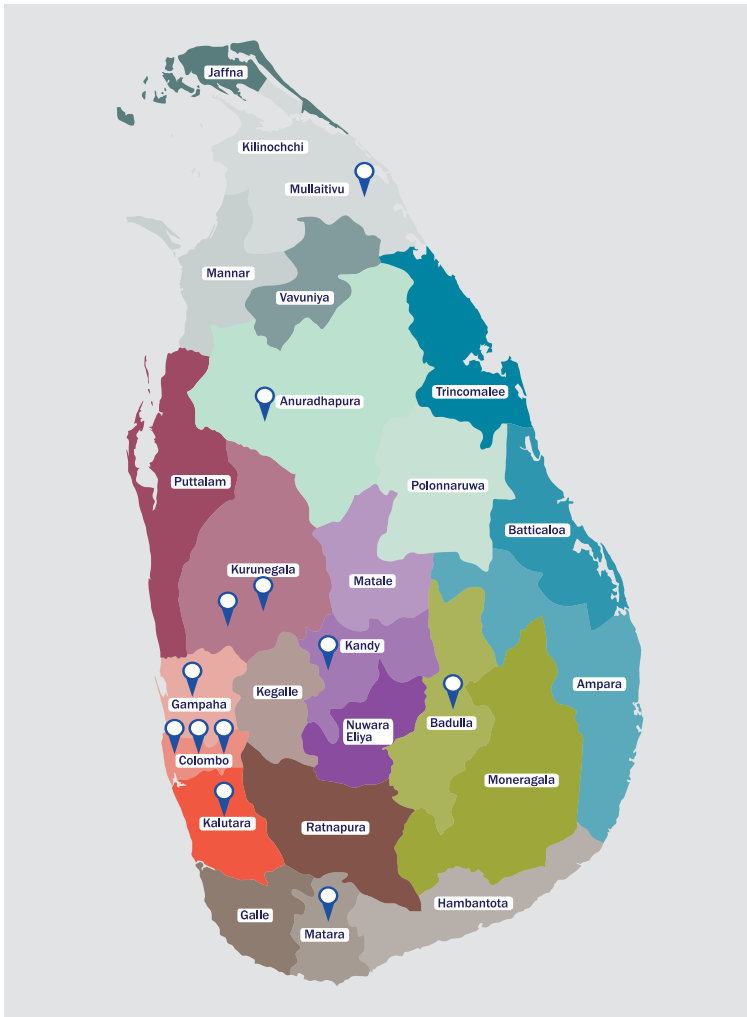 Jaffna
Kilinochchi
Mullaitivu
Mannar
Vavuniya
Trincomalee
Anuradhapura
Puttalam
Polonnaruwa
Batticaloa
Kurunegala
Matale
Kandy
Ampara
Kegalle
Gampaha
Badulla
Nuwara
Eliya
Colombo
Moneragala
Kalutara
Ratnapura
Hambantota
Galle
Matara